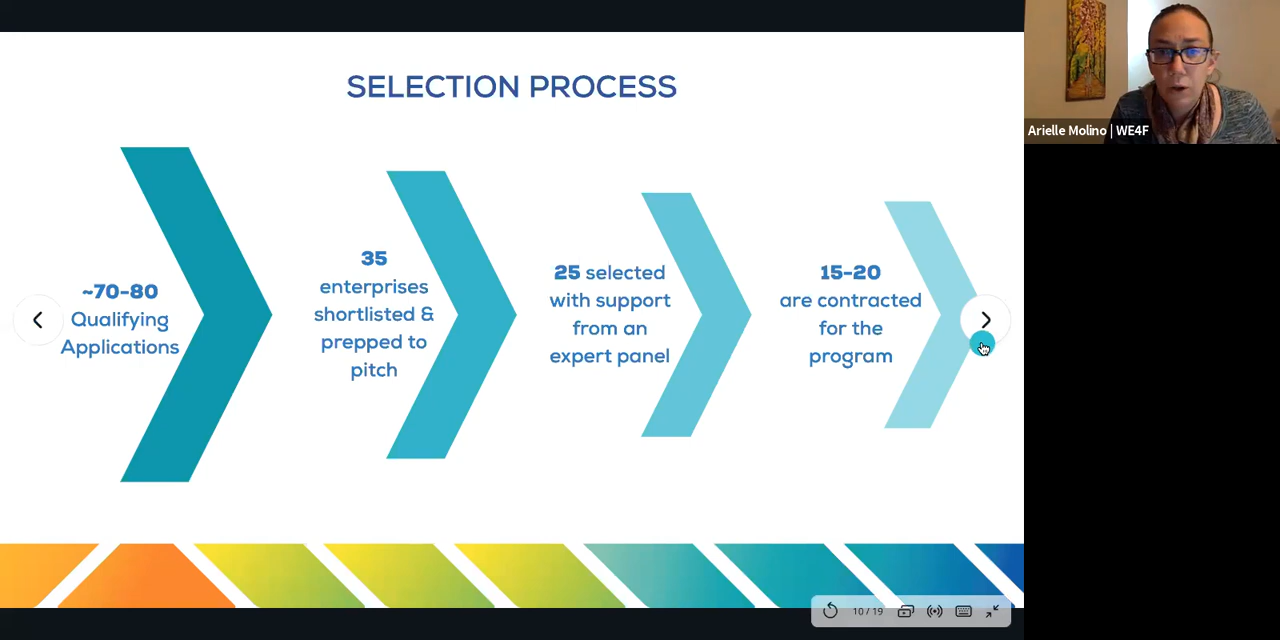 SELECTION PROCESS
~70-80
Qualifying
Applications
35
enterprises
shortlisted &
prepped to
pitch
25 selected
with support
from an
expert panel
15-20
are contracted
for the
program
10 / 19
Arielle Molino | WE4F